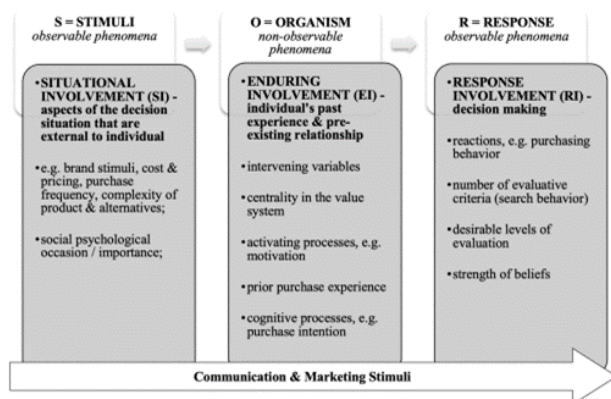 S = STIMULI
observable phenomena
O = ORGANISM
non-observable
phenomena
R = RESPONSE
observable phenomena
•SITUATIONAL
INVOLVEMENT (SI) -
aspects of the decision
situation that are
external to individual
•e.g. brand stimuli, cost &
pricing, purchase
frequency, complexity of
product & alternatives;
•social psychological
occasion / importance;
•ENDURING
INVOLVEMENT (EI) -
individual's past
experience & pre-
existing relationship
•intervening variables
•centrality in the value
system
•activating processes, e.g.
motivation
•prior purchase experience
•cognitive processes, e.g.
purchase intention
•RESPONSE
INVOLVEMENT (RI) -
decision making
•reactions, e.g. purchasing
behavior
•number of evaluative
criteria (search behavior)
•desirable levels of
evaluation
•strength of beliefs
Communication & Marketing Stimuli